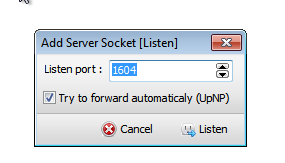 Add Server Socket [Listen]
Listen port : 1604
Try to forward automaticaly (UpNP)
Cancel Listen